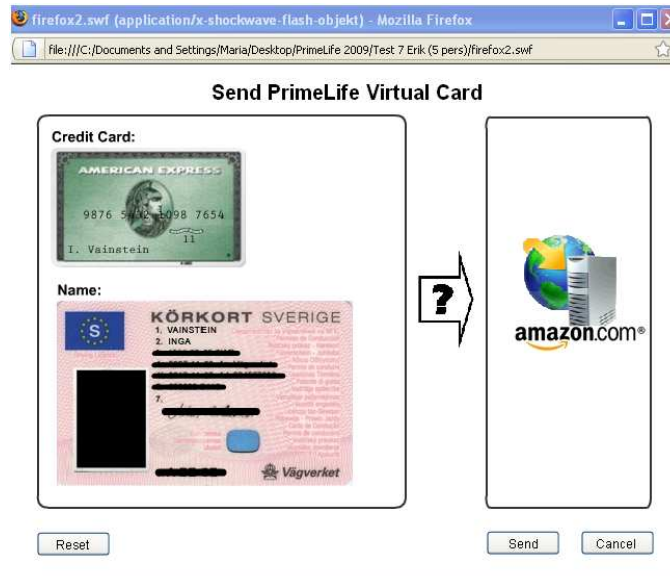 firefox2.swf (application/x-shockwave-flash-objekt) - Mozilla Firefox
file:///C:/Documents and Settings/Maria/Desktop/PrimeLife 2009/Test 7 Erik (5 pers)/firefox2.swf
Send PrimeLife Virtual Card
Credit Card:
AMERICAN EXPRESS
9876 5432 1098 7654
11
I. Vainstein
Name:
S
KÖRKORT SVERIGE
1. VAINSTEIN
2. INGA
7.
Vägverket
?
amazon.com®
Reset
Send
Cancel